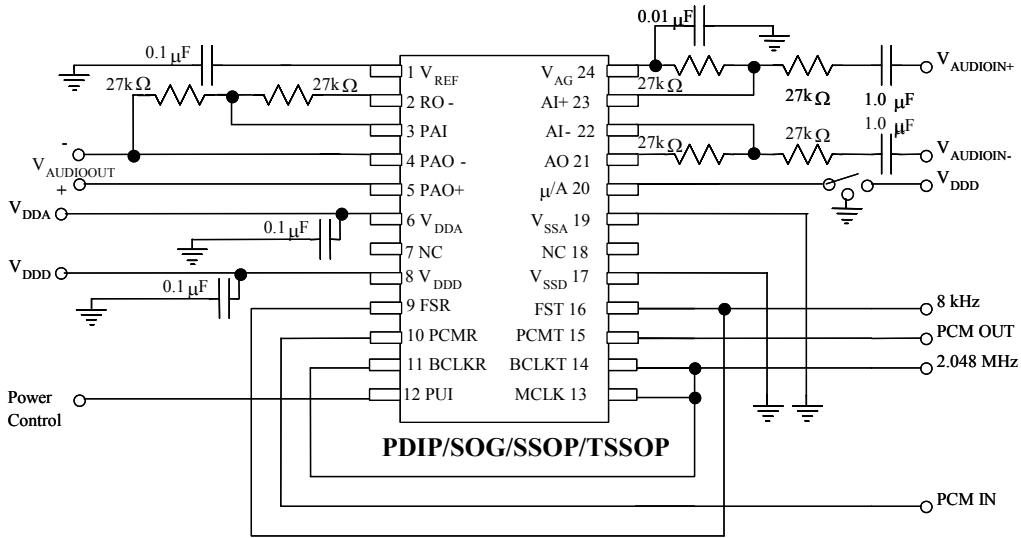 0.01 μF
0.1 μF
27kΩ
27kΩ
1 VREF
2 RO -
3 PAI
-
VAUDIOOUT
4 PAO -
+
5 PAO+
VDDA
6 VDDA
0.1 μF
7 NC
VDDD
8 VDDD
0.1 μF
9 FSR
10 PCMR
11 BCLKR
Power
Control
12 PUI
VAG 24
27kΩ
27kΩ
1.0 μF
VAUDIOIN+
AI+ 23
AI- 22
27kΩ
27kΩ
1.0 μF
AO 21
VAUDIOIN-
μ/A 20
VDDD
VSSA 19
NC 18
VSSD 17
FST 16
8 kHz
PCMT 15
PCM OUT
BCLKT 14
2.048 MHz
MCLK 13
PDIP/SOG/SSOP/TSSOP
PCM IN